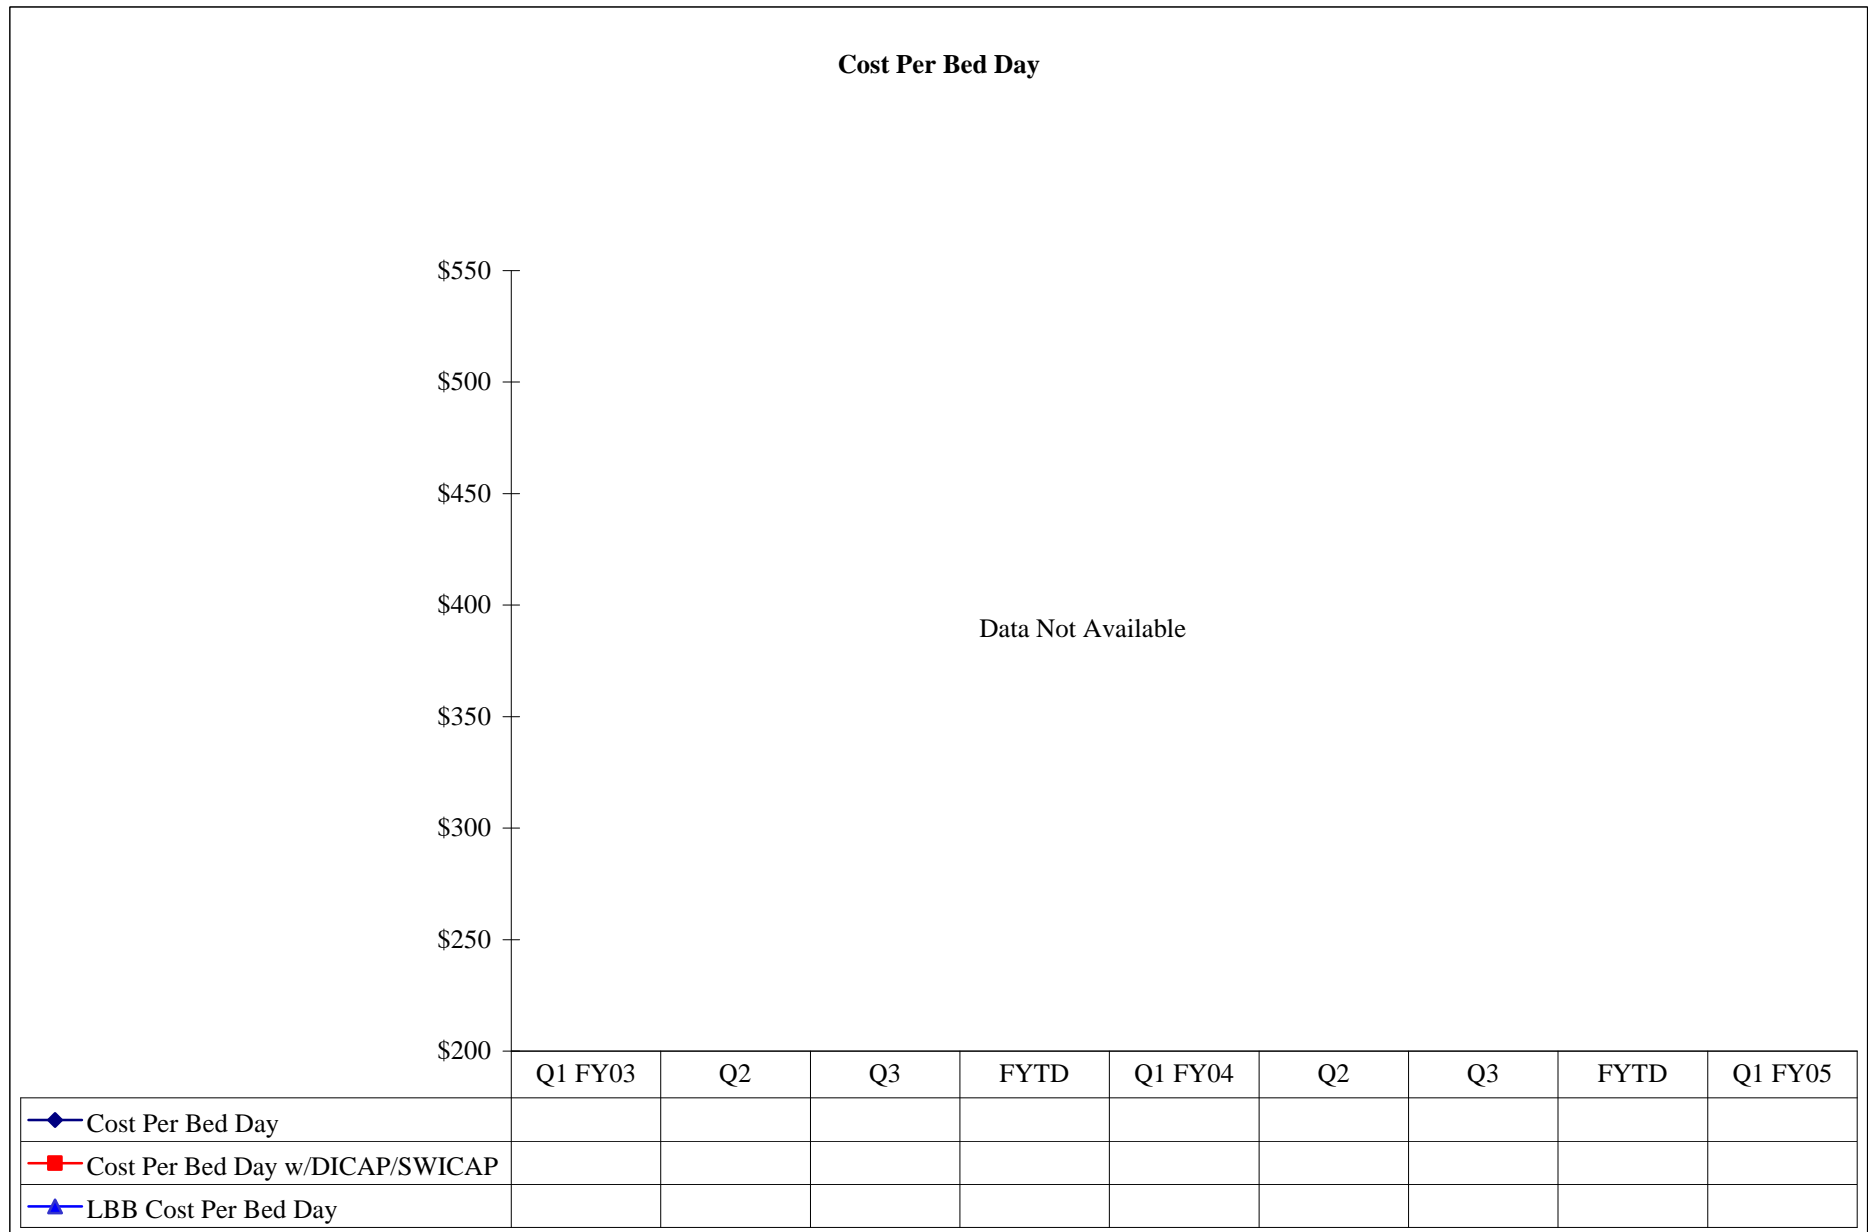 Cost Per Bed Day
$550
$500
$450
$400
Data Not Available
$350
$300
$250
$200
Q1 FY03 Q2 Q3 FYTD Q1 FY04 Q2 Q3 FYTD Q1 FY05
Cost Per Bed Day
Cost Per Bed Day w/DICAP/SWICAP
LBB Cost Per Bed Day